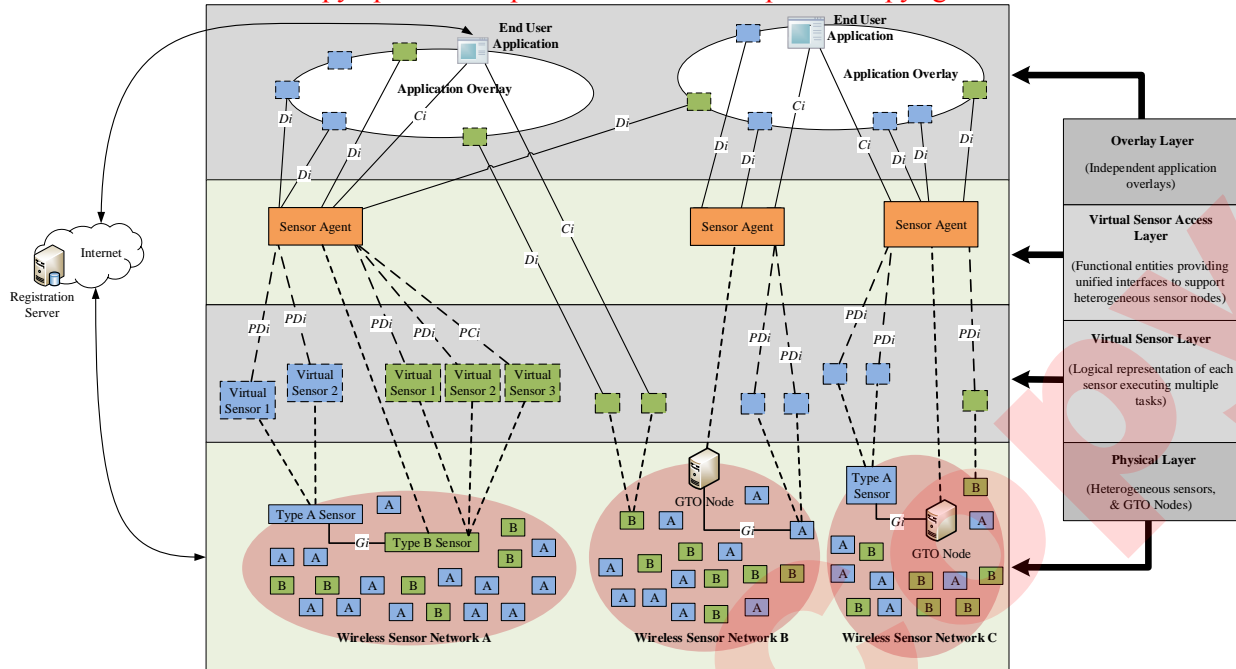 End User
Application
Application Overlay
End User
Application
Application Overlay
Di
Di
Di
Ci
Di
Di
Di
Ci
Ci
Di
Di
Di
Di
Ci
Sensor Agent
Sensor Agent
Sensor Agent
Internet
Registration
Server
PDi
PDi
PDi
PDi
PCi
PDi
PDi
PDi
PDi
PDi
Virtual
Sensor 1
Virtual
Sensor 2
Virtual
Sensor 1
Virtual
Sensor 2
Virtual
Sensor 3
Overlay Layer
(Independent application
overlays)
Virtual Sensor Access
Layer
(Functional entities providing
unified interfaces to support
heterogeneous sensor nodes)
Virtual Sensor Layer
(Logical representation of each
sensor executing multiple
tasks)
Physical Layer
(Heterogeneous sensors,
& GTO Nodes)
Type A Sensor
Gi
Type B Sensor
A
B
A
B
A
A
B
B
A
B
A
A
A
A
A
A
B
A
A
Wireless Sensor Network A
GTO Node
Gi
A
B
A
A
B
A
B
B
A
B
B
A
A
A
B
A
Wireless Sensor Network B
Type A
Sensor
Gi
GTO Node
B
A
A
B
A
A
B
A
B
B
A
B
B
Wireless Sensor Network C
copy